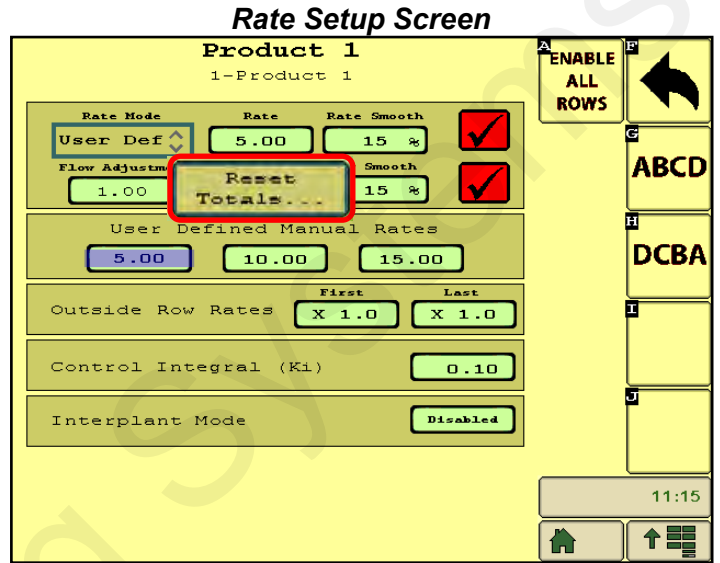 Rate Setup Screen
Product 1
1-Product 1
A
ENABLE
ALL
ROWS
F
Rate Mode Rate Rate Smooth
User Def 5.00 15 %
Flow Adjustm Smooth
1.00 15 %
Reset
Totals...
G
ABCD
User Defined Manual Rates
5.00 10.00 15.00
H
DCBA
First Last
Outside Row Rates X 1.0 X 1.0
I
Control Integral (Ki) 0.10
Interplant Mode Disabled
J
11:15